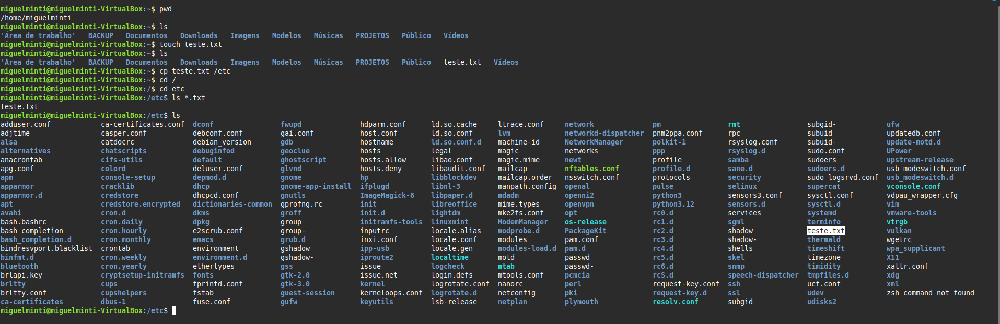 miguelminti@miguelminti-VirtualBox:~$ pwd
/home/miguelminti
miguelminti@miguelminti-VirtualBox:~$ ls
'Área de trabalho'   BACKUP   Documentos   Downloads   Imagens   Modelos   Músicas   PROJETOS   Público   Vídeos
miguelminti@miguelminti-VirtualBox:~$ touch teste.txt
miguelminti@miguelminti-VirtualBox:~$ ls
'Área de trabalho'   BACKUP   Documentos   Downloads   Imagens   Modelos   Músicas   PROJETOS   Público   teste.txt   Vídeos
miguelminti@miguelminti-VirtualBox:~$ cp teste.txt /etc
miguelminti@miguelminti-VirtualBox:~$ cd /
miguelminti@miguelminti-VirtualBox:/$ cd etc
miguelminti@miguelminti-VirtualBox:/etc$ ls *.txt
teste.txt
miguelminti@miguelminti-VirtualBox:/etc$ ls
adduser.conf ca-certificates.conf dconf fwupd hdparm.conf ld.so.cache ltrace.conf network pm rmt subgid- ufw
adjtime casper.conf debconf.conf gai.conf host.conf ld.so.conf lvm networkd-dispatcher pnm2ppa.conf rpc subuid updatedb.conf
alsa catdocrc debian_version gdb hostname ld.so.conf.d machine-id NetworkManager polkit-1 rsyslog.conf subuid- update-motd.d
alternatives chatscripts debuginfod geoclue hosts legal magic networks ppp rsyslog.d sudo.conf UPower
anacrontab cifs-utils default ghostscript hosts.allow libao.conf magic.mime newt profile samba sudoers upstream-release
apg.conf colord deluser.conf glvnd hosts.deny libaudit.conf mailcap nftables.conf profile.d sane.d sudoers.d usb_modeswitch.conf
apm console-setup depmod.d gnome hp libblockdev mailcap.order nsswitch.conf protocols security sudo_logsrvd.conf usb_modeswitch.d
apparmor cracklib dhcp gnome-app-install ifplugd libnl-3 manpath.config openal pulse selinux supercat vconsole.conf
apparmor.d credstore dhcpcd.conf gnutls ImageMagick-6 libpaper.d mdadm openni2 python3 sensors3.conf sysctl.conf vdpau_wrapper.cfg
apt credstore.encrypted dictionaries-common gprofng.rc init libreoffice mime.types openvpn python3.12 sensors.d sysctl.d vim
avahi cron.d dkms groff init.d lightdm mke2fs.conf opt rc0.d services systemd vmware-tools
bash.bashrc cron.daily dpkg group initramfs-tools linuxmint ModemManager os-release rc1.d sgml terminfo vtrgb
bash_completion cron.hourly e2scrub.conf group- inputrc locale.alias modprobe.d PackageKit rc2.d shadow teste.txt vulkan
bash_completion.d cron.monthly emacs grub.d inxi.conf locale.conf modules pam.conf rc3.d shadow- thermald wgetrc
bindresvport.blacklist crontab environment gshadow ipp-usb locale.gen modules-load.d pam.d rc4.d shells timeshift wpa_supplicant
binfmt.d cron.weekly environment.d gshadow- iproute2 localtime motd passwd rc5.d skel timezone X11
bluetooth cron.yearly ethertypes gss issue logcheck mtab passwd- rc6.d snmp timidity xattr.conf
brlapi.key cryptsetup-initramfs fonts gtk-2.0 issue.net login.defs mtools.conf pcmcia rcS.d speech-dispatcher tmpfiles.d xdg
brltty cups fprintd.conf gtk-3.0 kernel logrotate.conf nanorc perl request-key.conf ssh ucf.conf xml
brltty.conf cupshelpers fstab guest-session kerneloops.conf logrotate.d netconfig pki request-key.d ssl udev zsh_command_not_found
ca-certificates dbus-1 fuse.conf gufw keyutils lsb-release netplan plymouth resolv.conf subgid udisks2
miguelminti@miguelminti-VirtualBox:/etc$